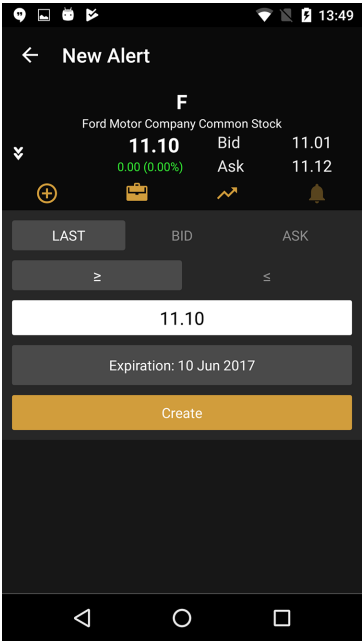 13:49
New Alert
F
Ford Motor Company Common Stock
11.10 Bid 11.01
0.00 (0.00%) Ask 11.12
LAST BID ASK
≥ ≤
11.10
Expiration: 10 Jun 2017
Create